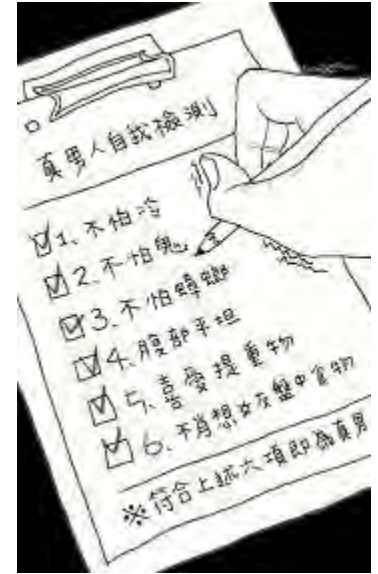 真男人自我檢測
1. 不怕冷
2. 不怕鬼
3. 不怕蟑螂
4. 腹部平坦
5. 喜愛提重物
6. 不肖想女友盤中食物
※符合上述六項即為真男